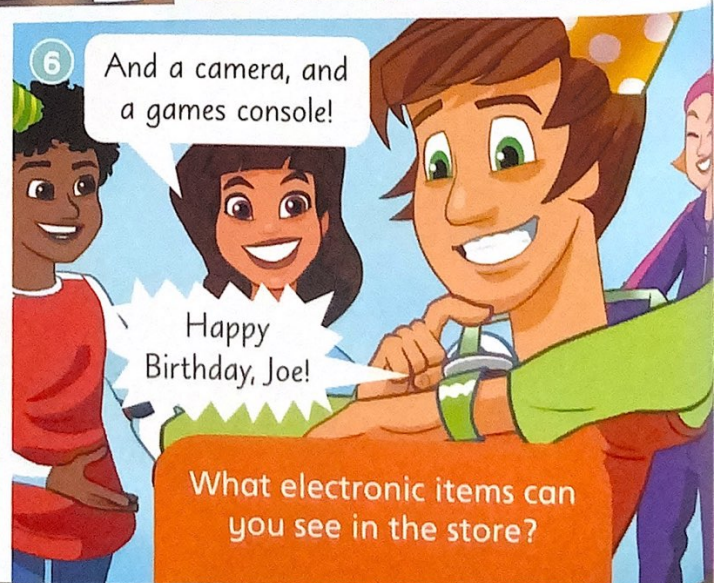 6
And a camera, and
a games console!
Happy
Birthday, Joe!
What electronic items can
you see in the store?